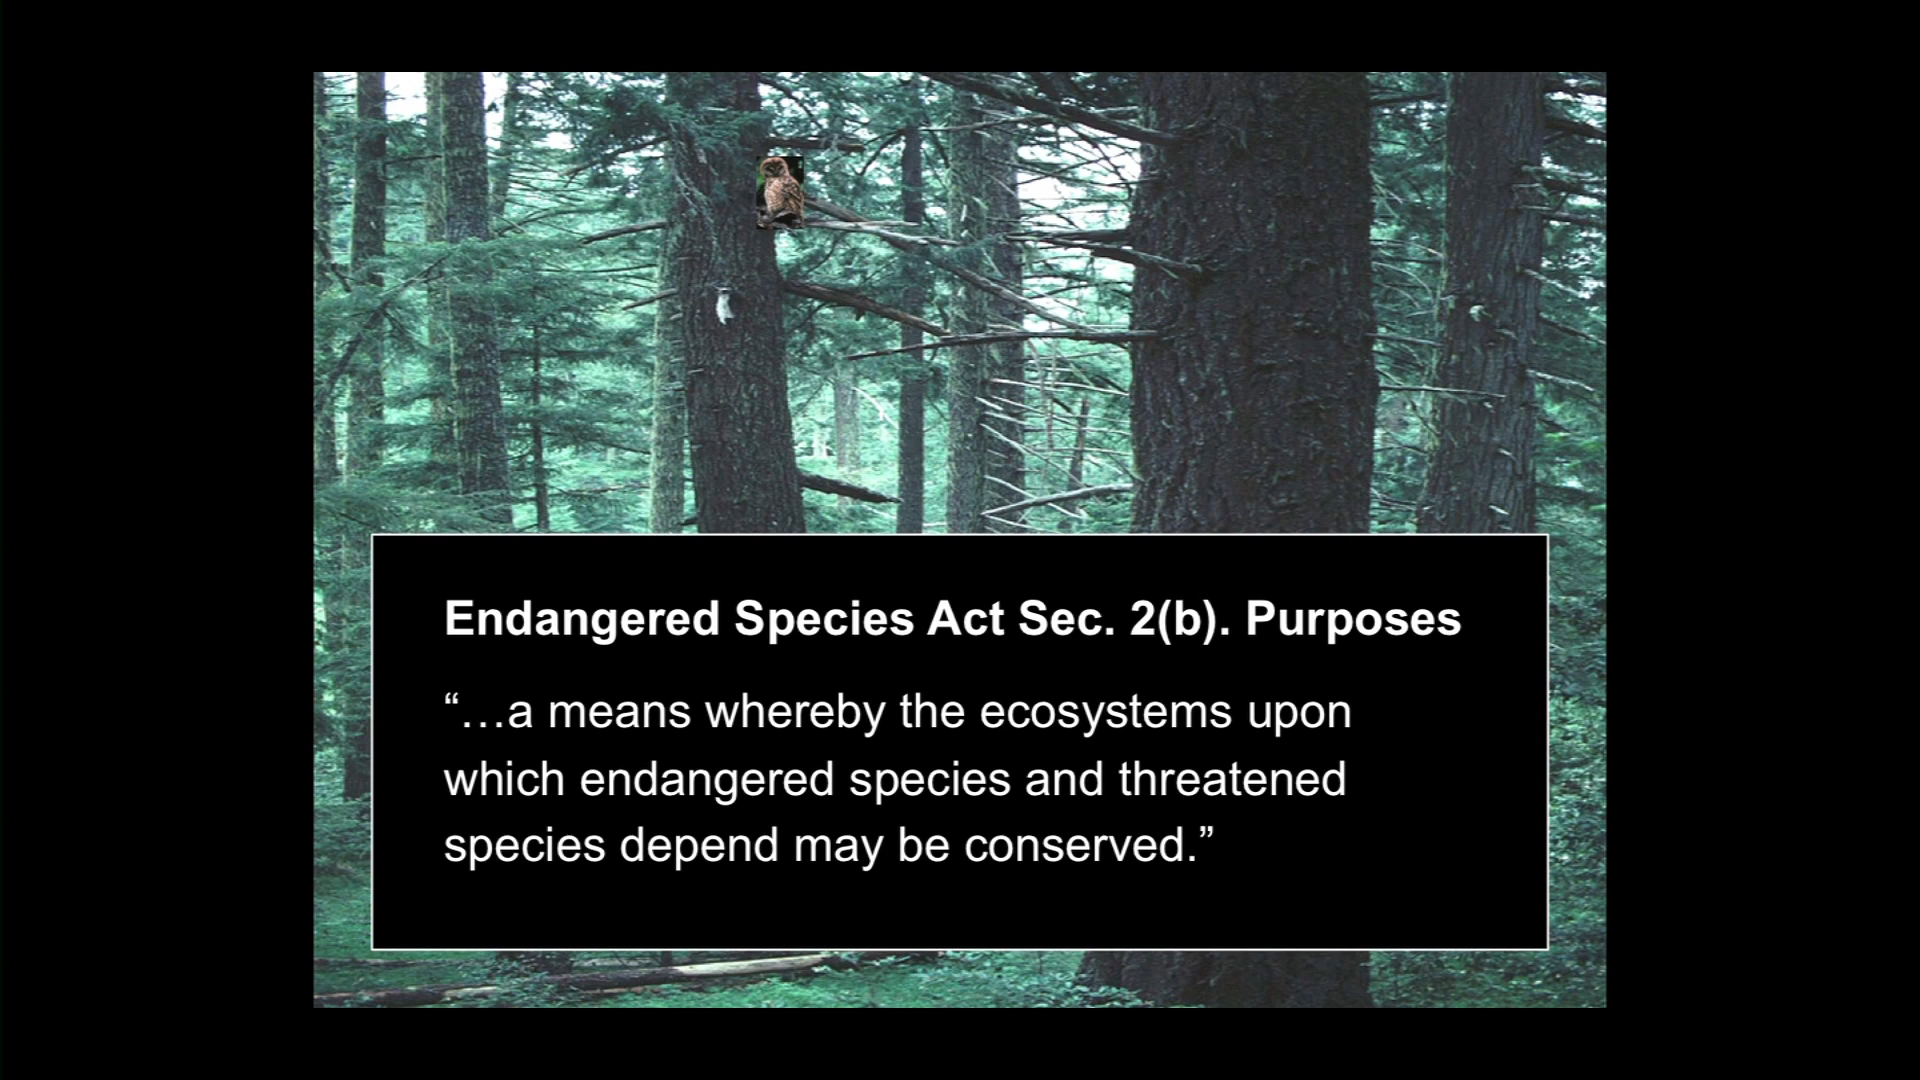 Endangered Species Act Sec. 2(b). Purposes
“…a means whereby the ecosystems upon
which endangered species and threatened
species depend may be conserved.”